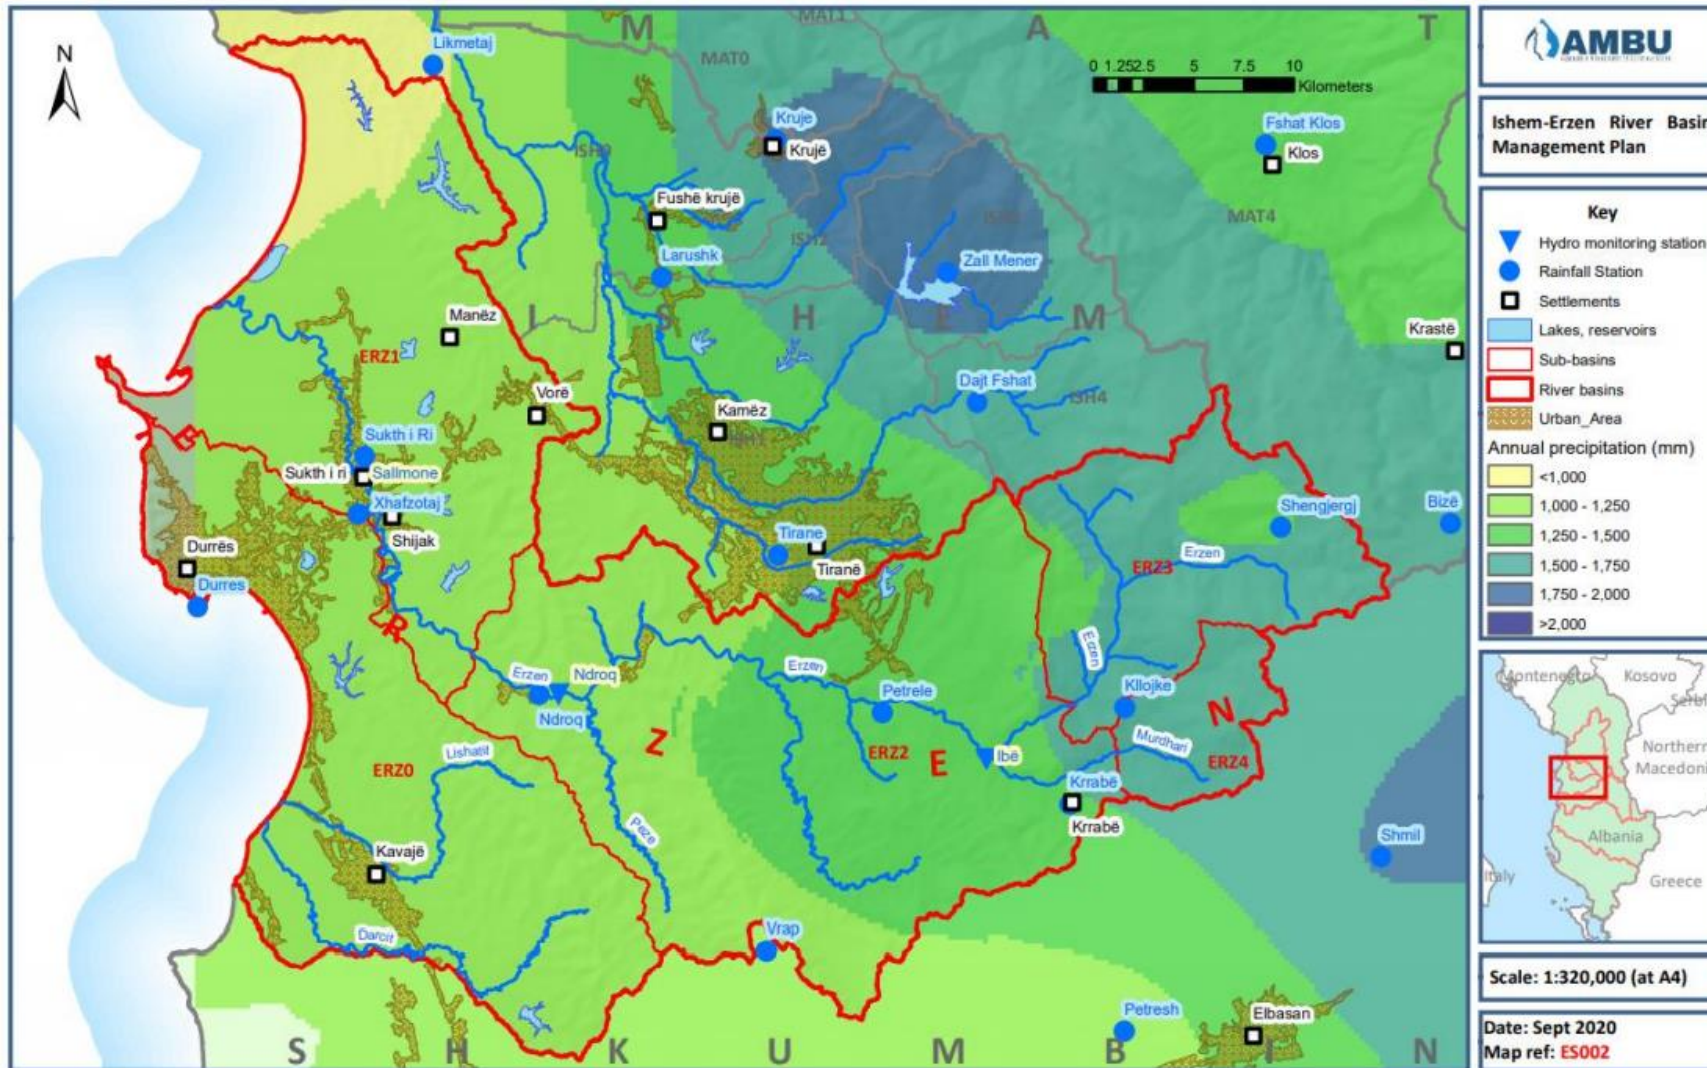 N
M
A
T
MAT1
MAT0
Likmetaj
0 1.25 2.5 5 7.5 10
Kilometers
Kruje
Krujë
Fshat Klos
Klos
ISH0
Fushë krujë
MAT4
ISH2
Larushk
Zall Mener
Manëz
I
S
H
E
M
Krastë
ERZ1
Vorë
Dajt Fshat
ISH4
Kamëz
Sukth i Ri
Sukth i ri
Sallmone
Xhafzotaj
Shijak
Shengjergj
Bizë
Tirane
Tiranë
Erzen
ERZ3
Durrës
Durres
R
Erzen
Erzen
Ndroq
Erzen
Ndroq
Petrele
Kllojke
Z
N
Lishatit
ERZ0
ERZ2
E
Ibë
Murdhari
ERZ4
Krrabë
Krrabë
Peze
Shmil
Kavajë
Darcit
Vrap
Petresh
Elbasan
S
H
K
U
M
B
I
N
AMBU
Ishem-Erzen River Basin
Management Plan
Key
Hydro monitoring station
Rainfall Station
Settlements
Lakes, reservoirs
Sub-basins
River basins
Urban_Area
Annual precipitation (mm)
<1,000
1,000 - 1,250
1,250 - 1,500
1,500 - 1,750
1,750 - 2,000
>2,000
Montenegro
Kosovo
Serbi
Northern
Macedoni
Albania
Italy
Greece
Scale: 1:320,000 (at A4)
Date: Sept 2020
Map ref: ES002